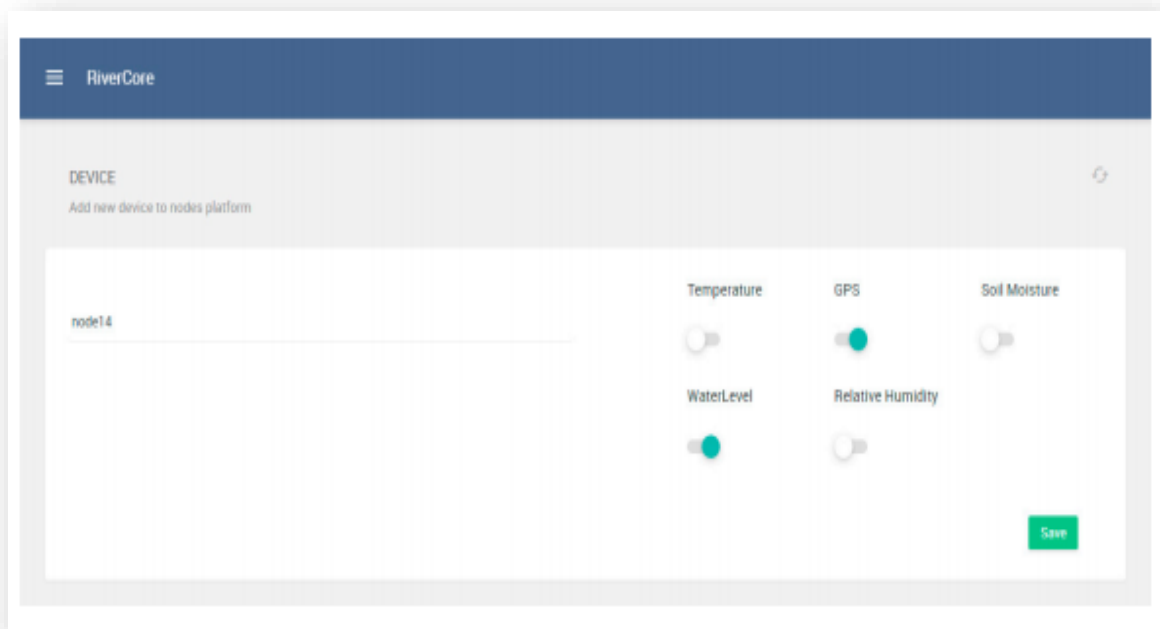 RiverCore
DEVICE
Add new device to nodes platform
node14
Temperature GPS Soil Moisture
WaterLevel Relative Humidity
Save